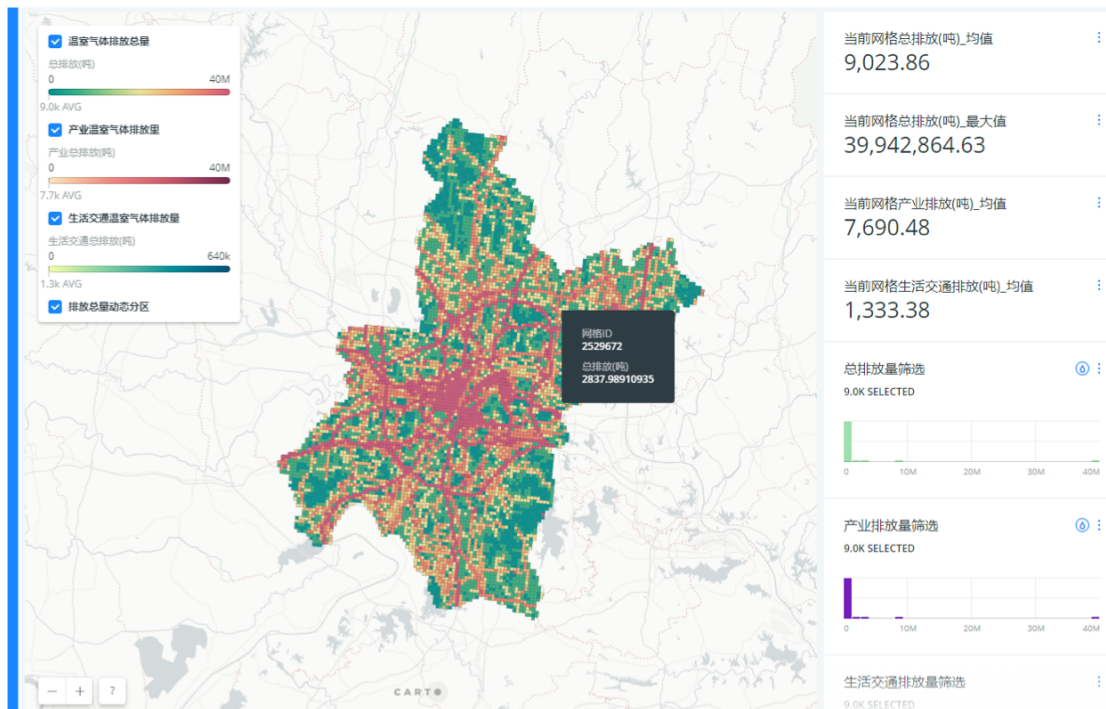 温室气体排放总量
总排放(吨)
0 40M
9.0k AVG
产业温室气体排放里
产业总排放(吨)
0 40M
7.7k AVG
生活交通温室气体排放量
生活交通总排放(吨)
0 640k
1.3k AVG
排放总量动态分区
网格ID
2529672
总排放(吨)
2837.98910935
− + ?
CARTO
当前网格总排放(吨)_均值
9,023.86
当前网格总排放(吨)_最大值
39,942,864.63
当前网格产业排放(吨)_均值
7,690.48
当前网格生活交通排放(吨)_均值
1,333.38
总排放量筛选
9.0K SELECTED
0 10M 20M 30M 40M
产业排放量筛选
9.0K SELECTED
0 10M 20M 30M 40M
生活交通排放量筛选
9.0K SELECTED